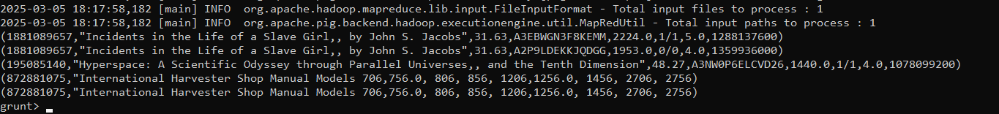 2025-03-05 18:17:58,182 [main] INFO  org.apache.hadoop.mapreduce.lib.input.FileInputFormat - Total input files to process : 1
2025-03-05 18:17:58,182 [main] INFO  org.apache.pig.backend.hadoop.executionengine.util.MapRedUtil - Total input paths to process : 1
(1881089657,"Incidents in the Life of a Slave Girl,, by John S. Jacobs",31.63,A3EBWGN3F8KEMM,2224.0,1/1,5.0,1288137600)
(1881089657,"Incidents in the Life of a Slave Girl,, by John S. Jacobs",31.63,A2P9LDEKKJQDGG,1953.0,0/0,4.0,1359936000)
(195085140,"Hyperspace: A Scientific Odyssey through Parallel Universes,, and the Tenth Dimension",48.27,A3NW0P6ELCVD26,1440.0,1/1,4.0,1078099200)
(872881075,"International Harvester Shop Manual Models 706,756.0, 806, 856, 1206,1256.0, 1456, 2706, 2756)
(872881075,"International Harvester Shop Manual Models 706,756.0, 806, 856, 1206,1256.0, 1456, 2706, 2756)
grunt>